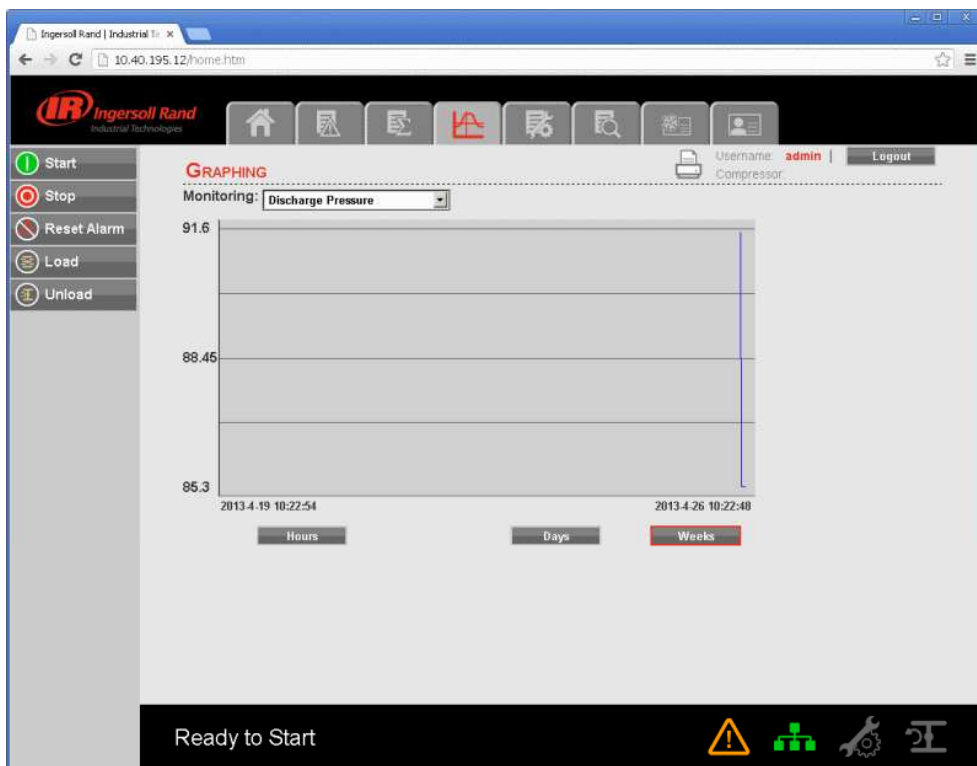 Ingersoll Rand | Industrial Te
10.40.195.12/home.htm
IR Ingersoll Rand
Industrial Technologies
Start
Stop
Reset Alarm
Load
Unload
GRAPHING
Username: admin | Logout
Compressor:
Monitoring: Discharge Pressure
91.6
88.45
85.3
2013-4-19 10:22:54
2013-4-26 10:22:48
Hours
Days
Weeks
Ready to Start